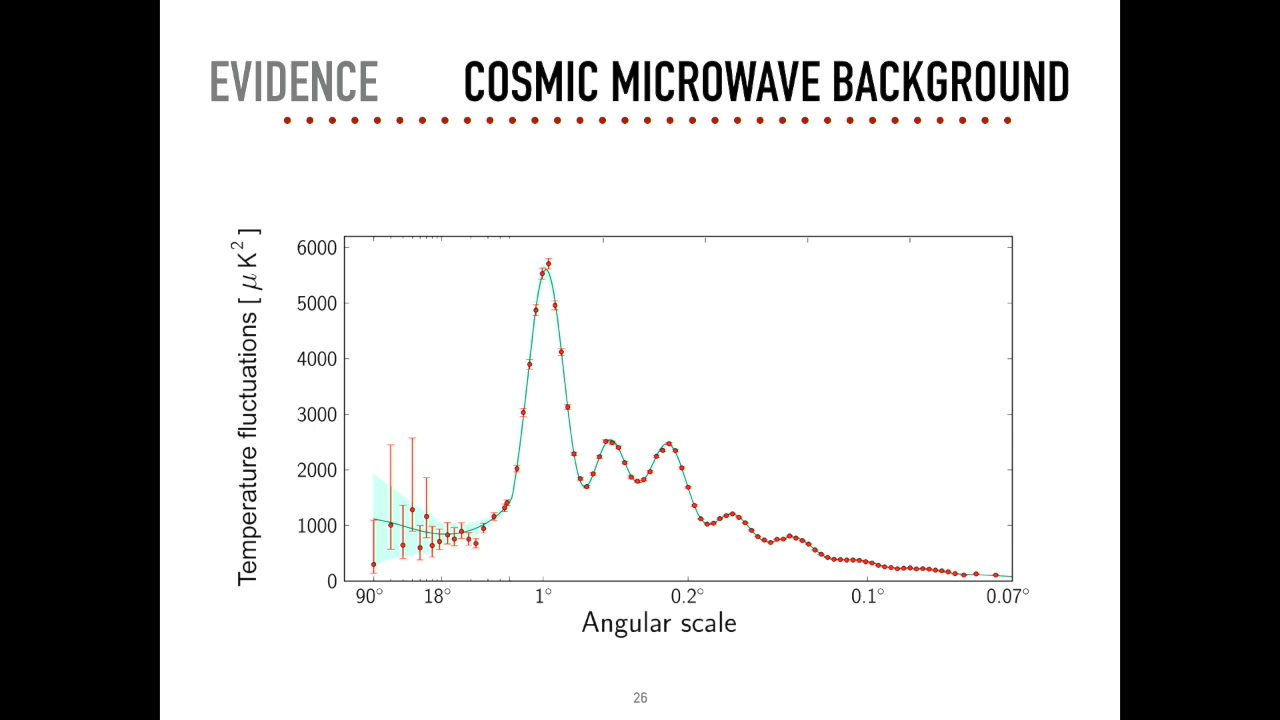 EVIDENCE COSMIC MICROWAVE BACKGROUND
Temperature fluctuations [ μ K² ]
6000
5000
4000
3000
2000
1000
0
90° 18° 1° 0.2° 0.1° 0.07°
Angular scale
26